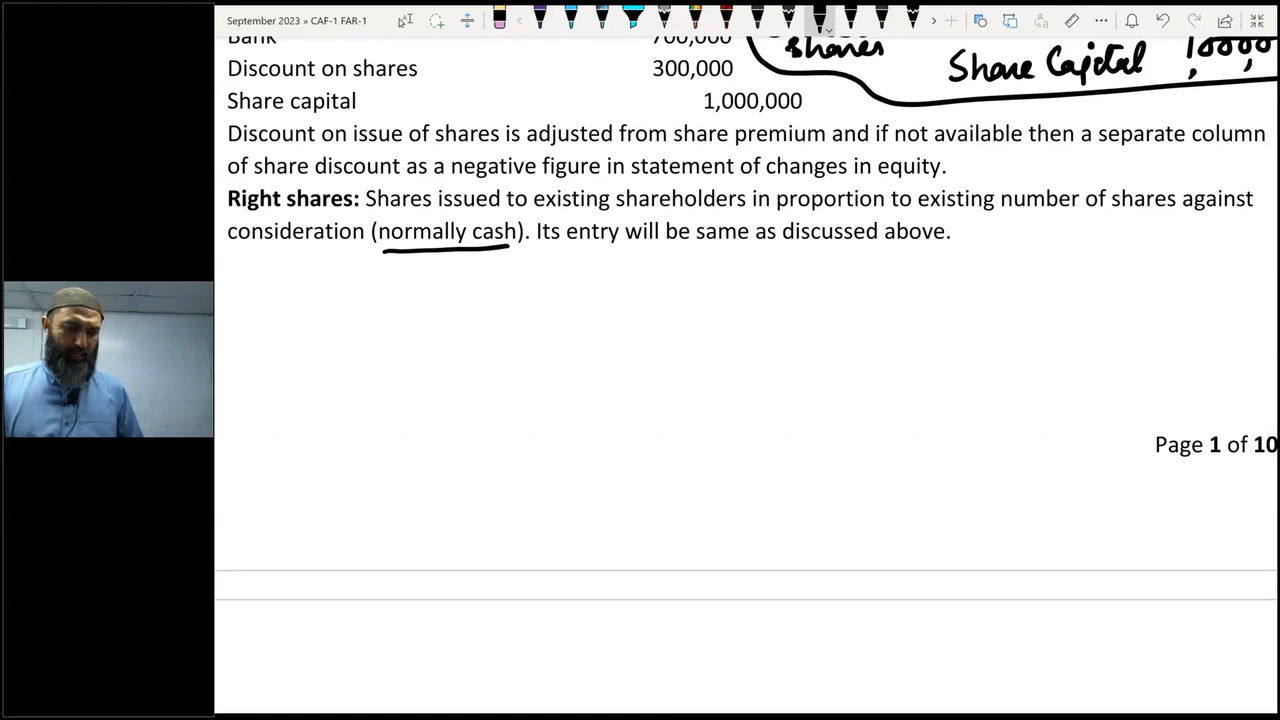 September 2023 » CAF-1 FAR-1
Bank 700,000
shares
Share Capital
Discount on shares 300,000
Share capital 1,000,000
Discount on issue of shares is adjusted from share premium and if not available then a separate column
of share discount as a negative figure in statement of changes in equity.
Right shares: Shares issued to existing shareholders in proportion to existing number of shares against
consideration (normally cash). Its entry will be same as discussed above.
Page 1 of 10